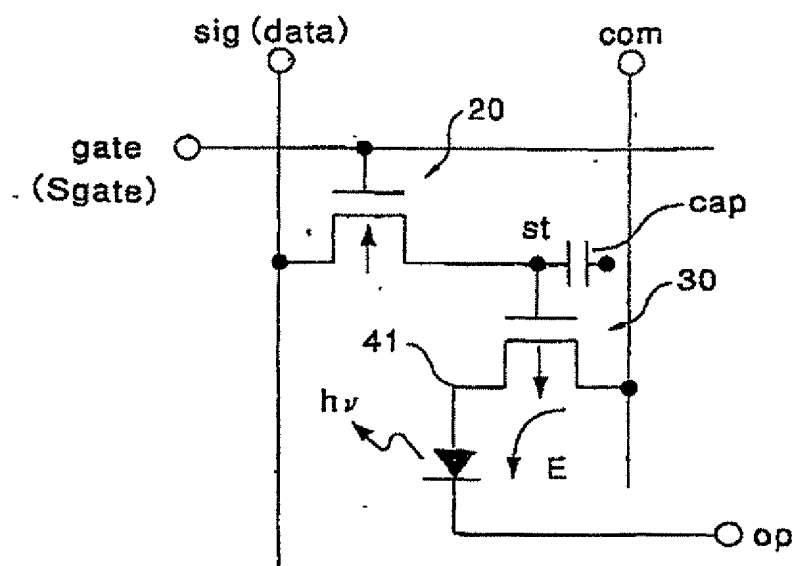 sig (data)
com
20
gate
(Sgate)
cap
st
30
41
hν
E
op